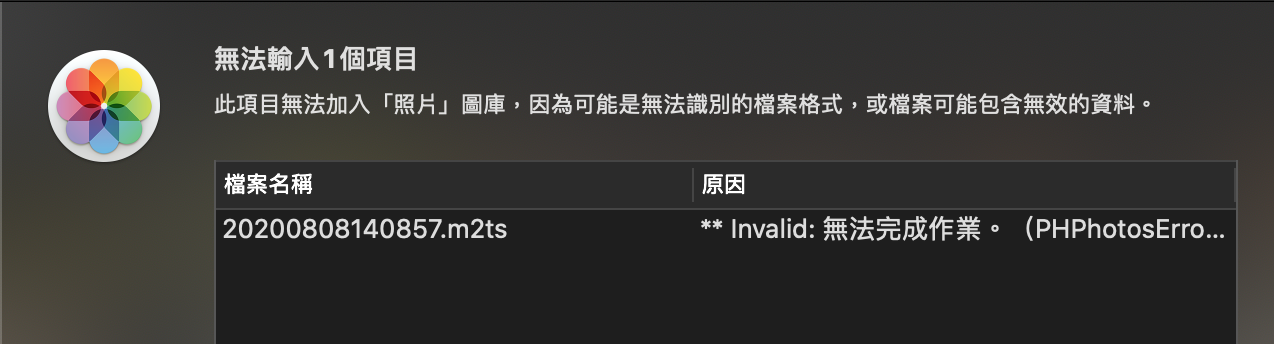 無法輸入1個項目
此項目無法加入「照片」圖庫，因為可能是無法識別的檔案格式，或檔案可能包含無效的資料。
檔案名稱 原因
20200808140857.m2ts ** Invalid: 無法完成作業。（PHPhotosErro...